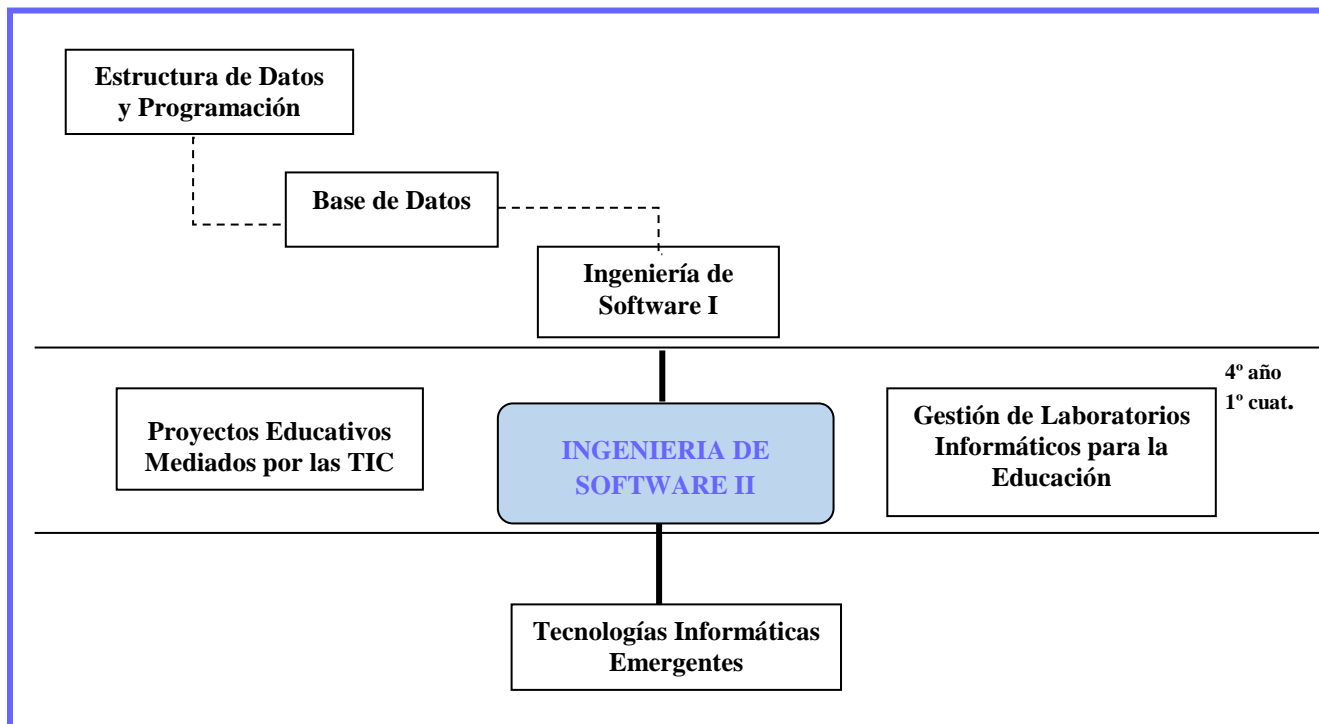 Estructura de Datos
y Programación
Base de Datos
Ingeniería de
Software I
4º año
1º cuat.
Proyectos Educativos
Mediados por las TIC
INGENIERIA DE
SOFTWARE II
Gestión de Laboratorios
Informáticos para la
Educación
Tecnologías Informáticas
Emergentes